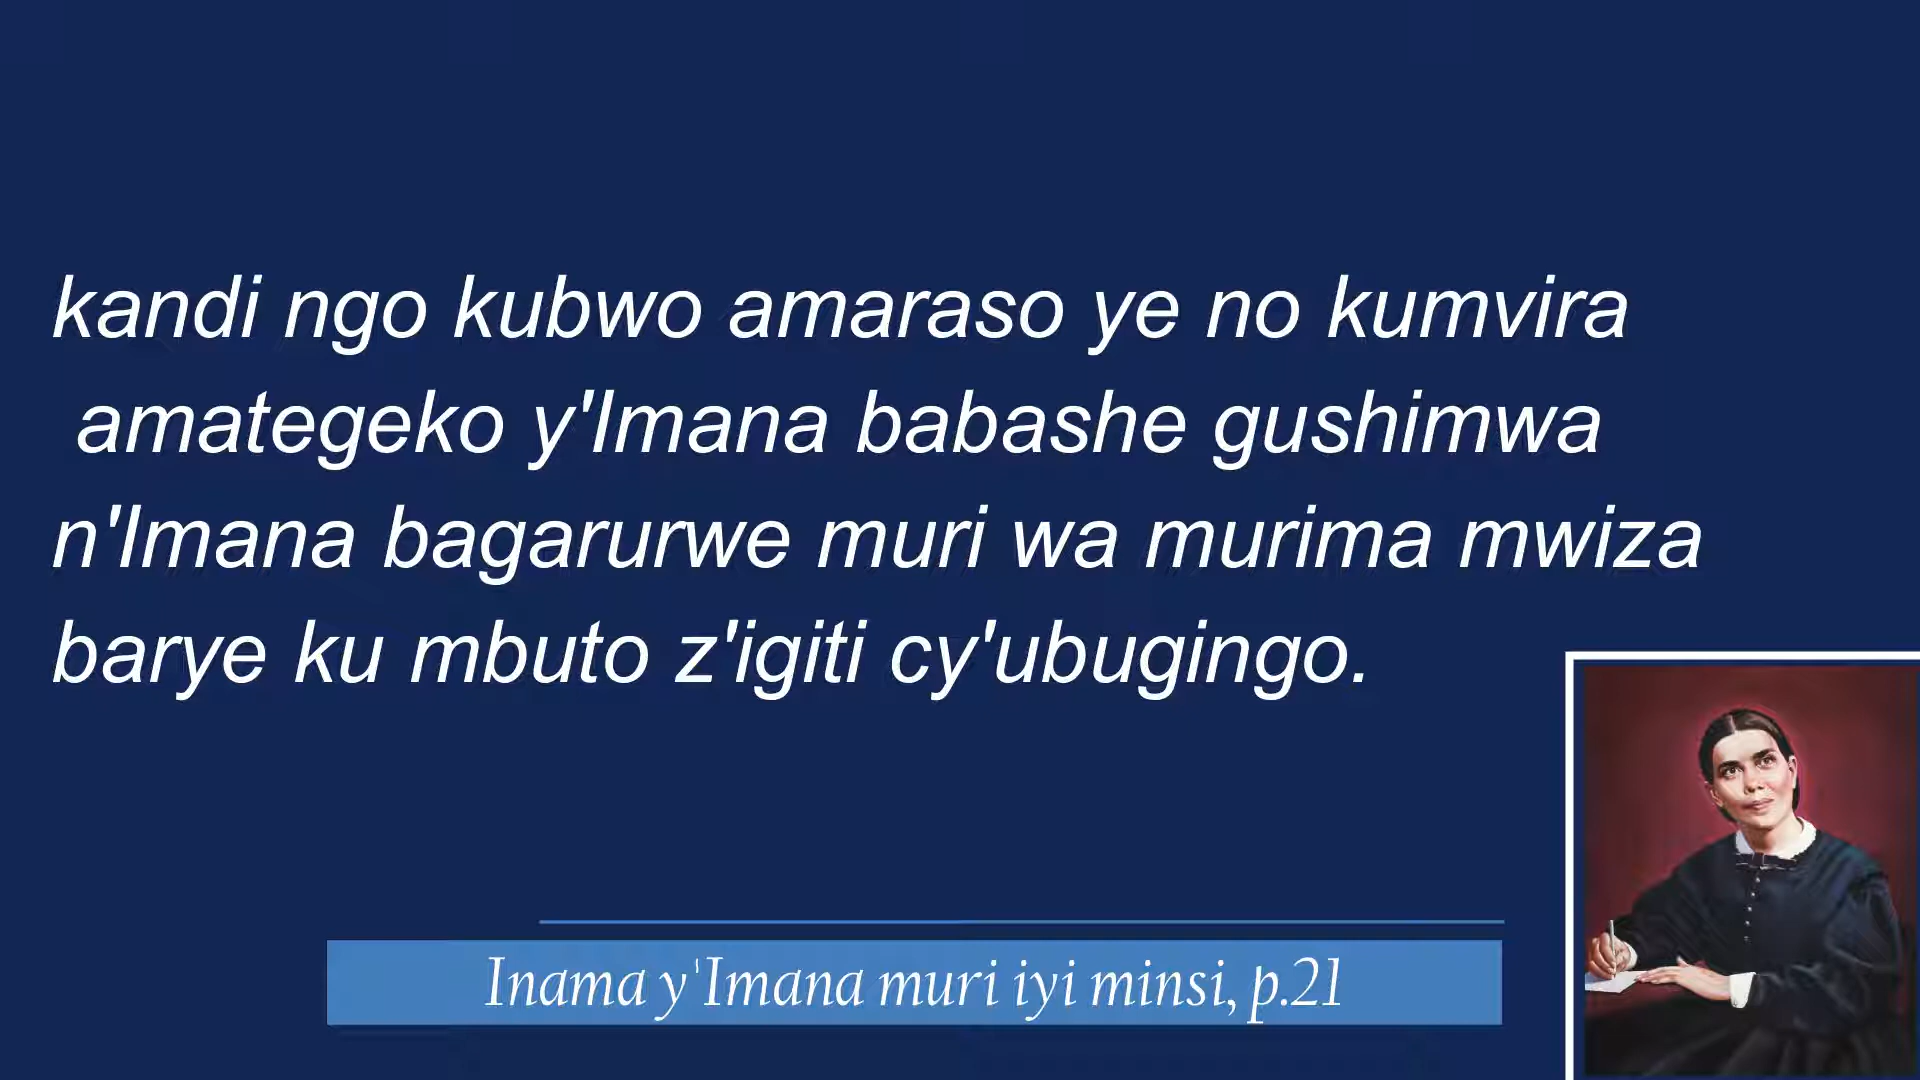 kandi ngo kubwo amaraso ye no kumvira
amategeko y'Imana babashe gushimwa
n'Imana bagarurwe muri wa murima mwiza
barye ku mbuto z'igiti cy'ubugingo.
Inama y'Imana muri iyi minsi, p.21